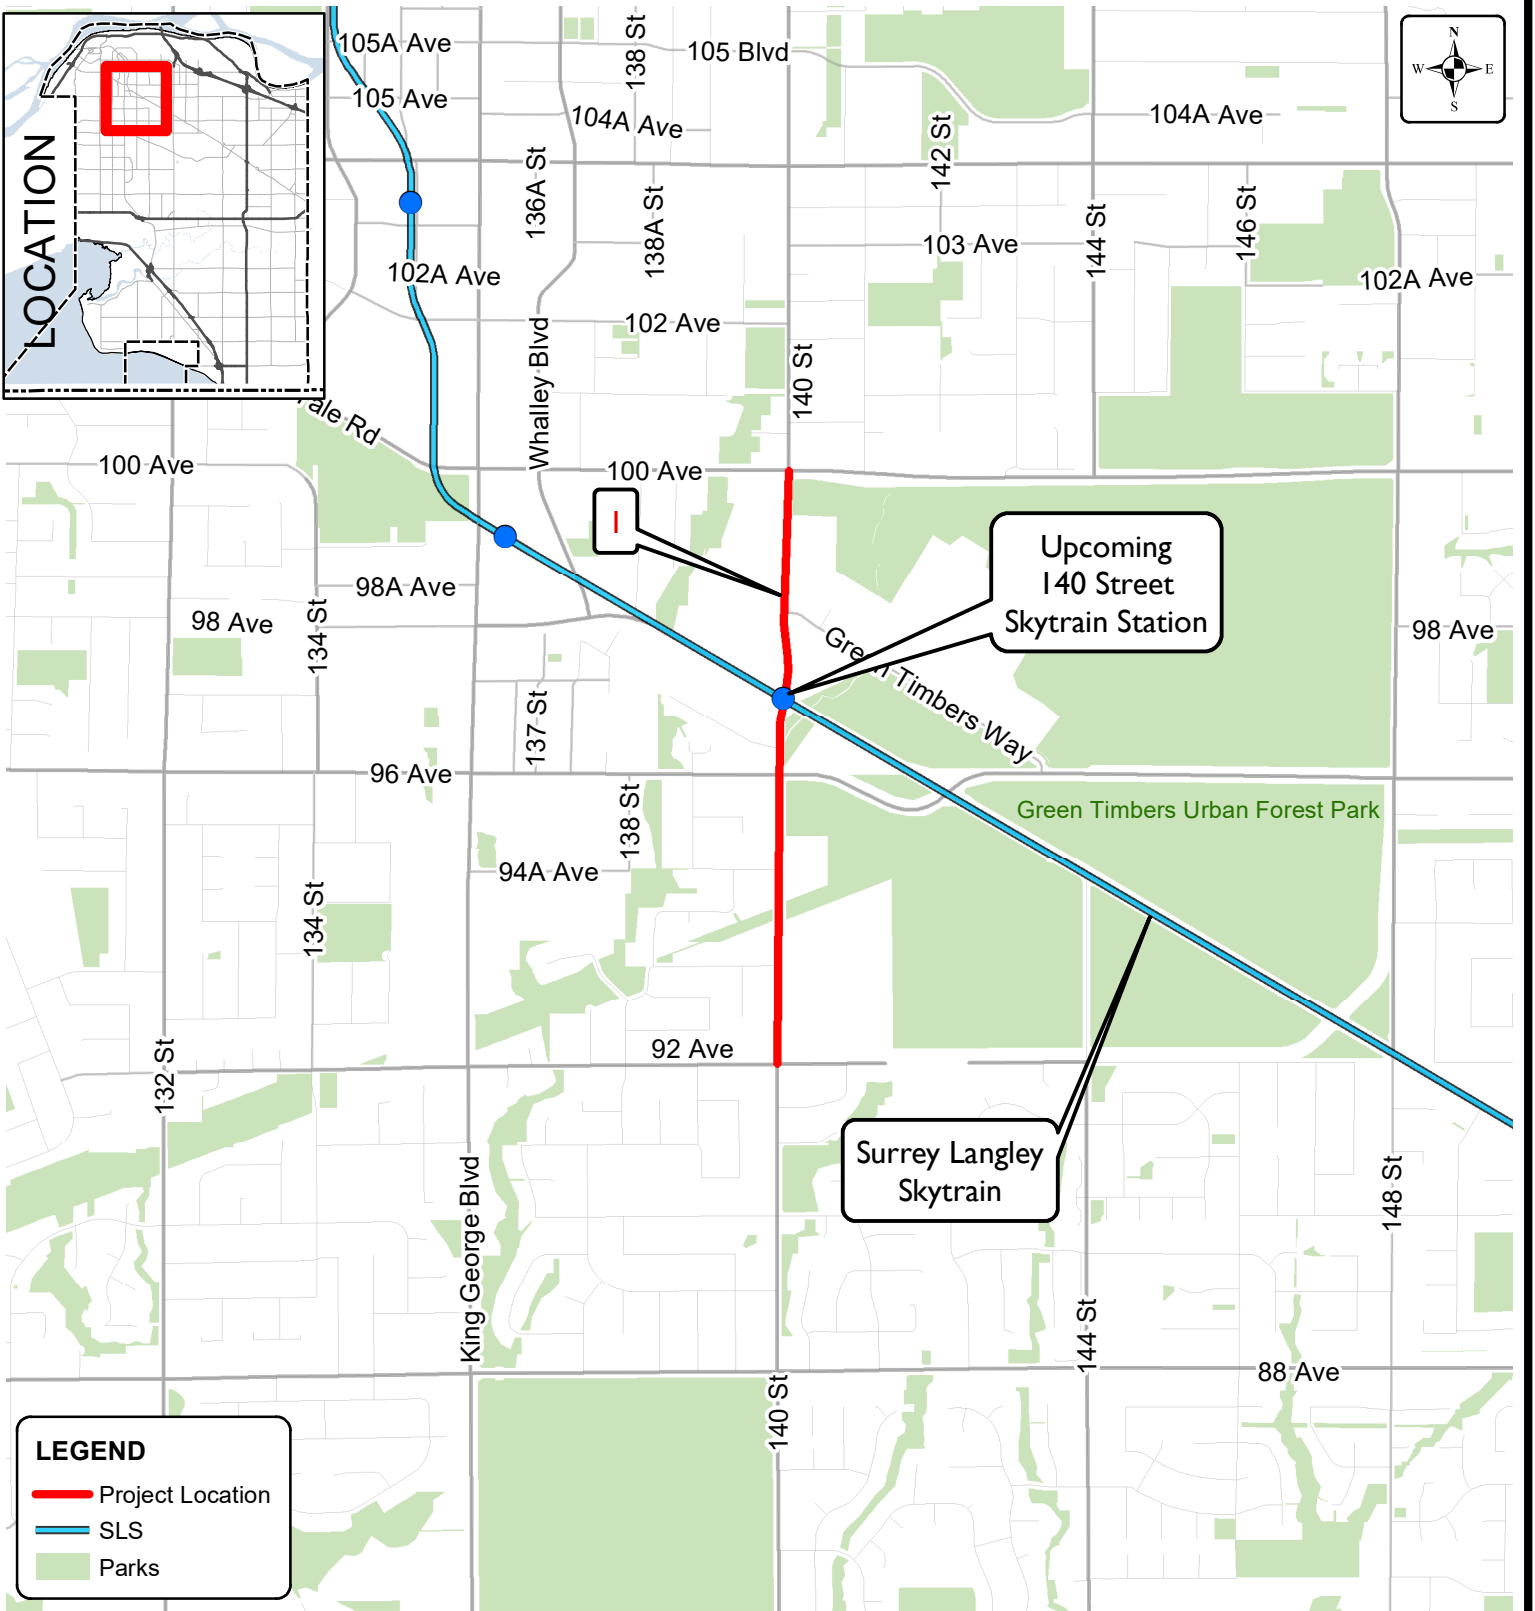 LOCATION
105A Ave
138 St
105 Blvd
N
W
E
S
105 Ave
104A Ave
142 St
104A Ave
136A St
138A St
103 Ave
144 St
146 St
102A Ave
102A Ave
102 Ave
Whalley Blvd
140 St
100 Ave
100 Ave
1
Upcoming
140 Street
Skytrain Station
98A Ave
98 Ave
134 St
98 Ave
Green Timbers Way
137 St
96 Ave
138 St
Green Timbers Urban Forest Park
94A Ave
134 St
92 Ave
132 St
Surrey Langley
Skytrain
King George Blvd
148 St
144 St
88 Ave
140 St
LEGEND
Project Location
SLS
Parks
Rd